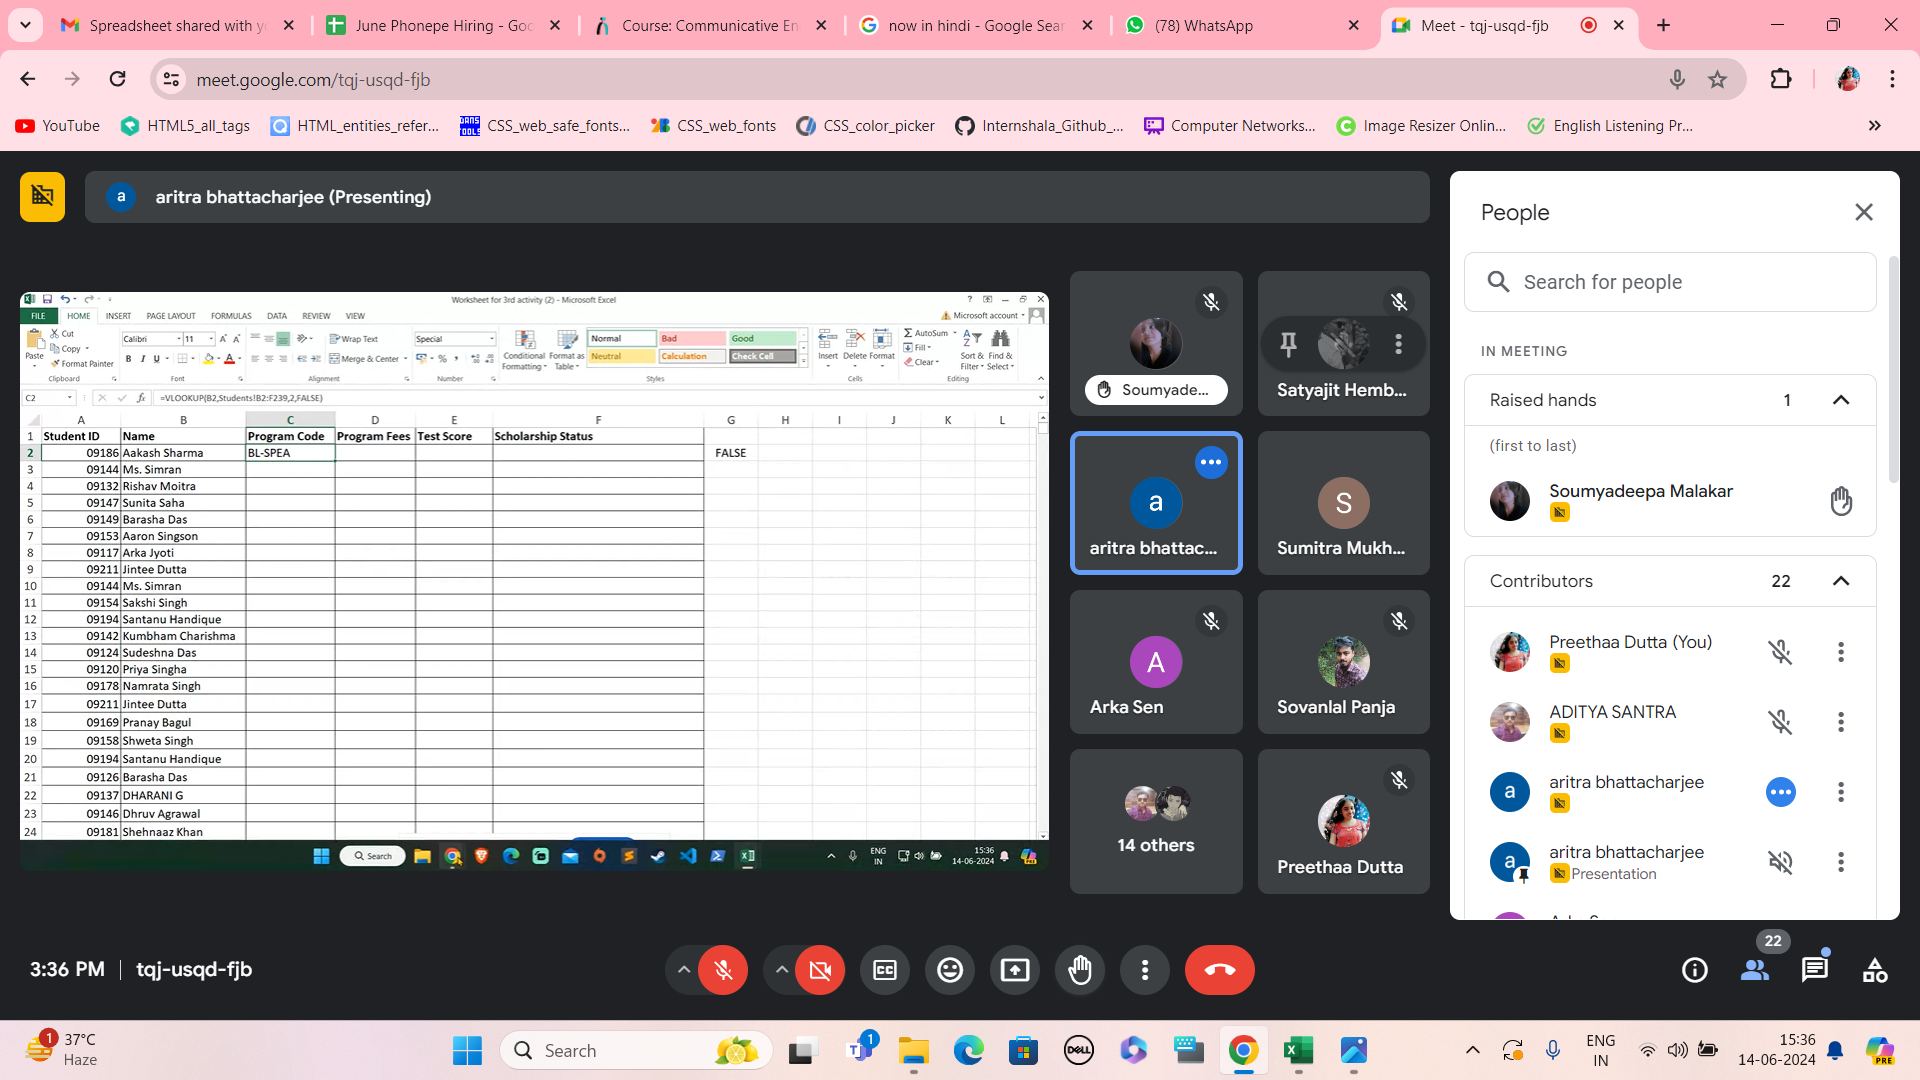 Spreadsheet shared with yo
June Phonepe Hiring - Goo
Course: Communicative En
now in hindi - Google Sear
(78) WhatsApp
Meet - tqj-usqd-fjb
meet.google.com/tqj-usqd-fjb
YouTube
HTML5_all_tags
HTML_entities_refer...
CSS_web_safe_fonts...
CSS_web_fonts
CSS_color_picker
Internshala_Github_...
Computer Networks...
Image Resizer Onlin...
English Listening Pr...
a aritra bhattacharjee (Presenting)
Worksheet for 3rd activity (2) - Microsoft Excel
FILE HOME INSERT PAGE LAYOUT FORMULAS DATA REVIEW VIEW Microsoft account
Paste Cut Copy Format Painter Clipboard
Calibri 11 B I U A Font
Wrap Text Merge & Center Alignment
Special % Number
Conditional Formatting Format as Table
Normal Bad Good
Neutral Calculation Check Cell
Styles
Insert Delete Format Cells
AutoSum Fill Clear Sort & Filter Find & Select Editing
C2 fx =VLOOKUP(B2,Students!B2:F239,2,FALSE)
A B C D E F G H I J K L
1 Student ID Name Program Code Program Fees Test Score Scholarship Status
2 09186 Aakash Sharma BL-SPEA FALSE
3 09144 Ms. Simran
4 09132 Rishav Moitra
5 09147 Sunita Saha
6 09149 Barasha Das
7 09153 Aaron Singson
8 09117 Arka Jyoti
9 09211 Jintee Dutta
10 09144 Ms. Simran
11 09154 Sakshi Singh
12 09194 Santanu Handique
13 09142 Kumbham Charishma
14 09124 Sudeshna Das
15 09120 Priya Singha
16 09178 Namrata Singh
17 09211 Jintee Dutta
18 09169 Pranay Bagul
19 09158 Shweta Singh
20 09194 Santanu Handique
21 09126 Barasha Das
22 09137 DHARANI G
23 09146 Dhruv Agrawal
24 09181 Shehnaaz Khan
Search
ENG IN
15:36
14-06-2024
Soumyade...
Satyajit Hemb...
a
aritra bhattac...
S
Sumitra Mukh...
A
Arka Sen
Sovanlal Panja
14 others
Preethaa Dutta
People
Search for people
IN MEETING
Raised hands 1
(first to last)
Soumyadeepa Malakar
Contributors 22
Preethaa Dutta (You)
ADITYA SANTRA
a aritra bhattacharjee
a aritra bhattacharjee
Presentation
3:36 PM tqj-usqd-fjb
CC
22
1
37°C
Haze
Search
1
DELL
ENG
IN
15:36
14-06-2024
PRE